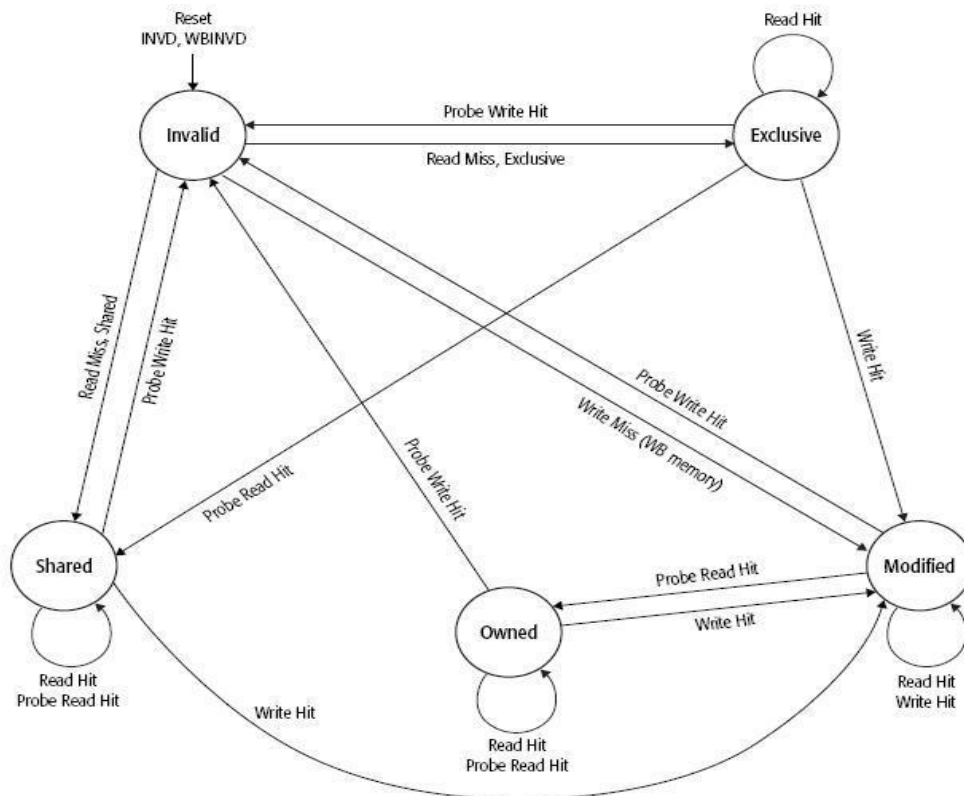 Reset
INVD, WBINVD
Read Hit
Invalid
Probe Write Hit
Read Miss, Exclusive
Exclusive
Read Miss, Shared
Probe Write Hit
Probe Read Hit
Probe Write Hit
Probe Write Hit
Write Miss (WB memory)
Write Hit
Shared
Read Hit
Probe Read Hit
Write Hit
Owned
Read Hit
Probe Read Hit
Probe Read Hit
Write Hit
Modified
Read Hit
Write Hit